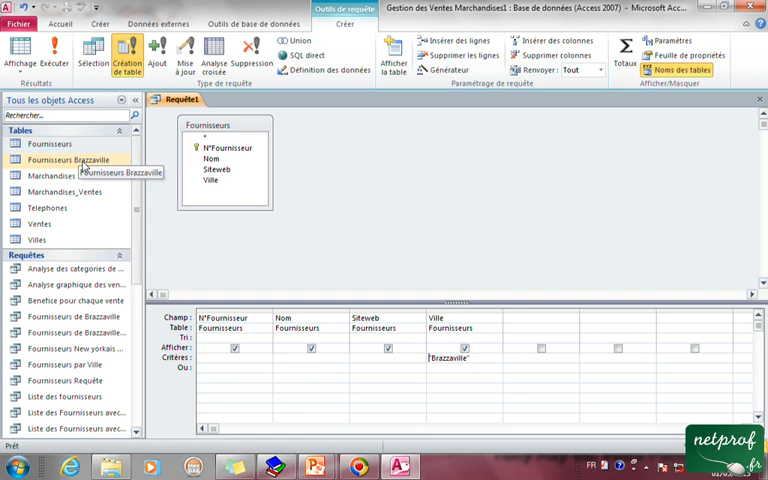 Outils de requête
Gestion des Ventes Marchandises1 : Base de données (Access 2007) - Microsoft Acc...
Fichier
Accueil
Créer
Données externes
Outils de base de données
Créer
Affichage
Exécuter
Résultats
Sélection
Création de table
Ajout
Mise à jour
Analyse croisée
Suppression
Union
SQL direct
Définition des données
Type de requête
Afficher la table
Insérer des lignes
Supprimer les lignes
Générateur
Insérer des colonnes
Supprimer colonnes
Renvoyer : Tout
Paramétrage de requête
Totaux
Paramètres
Feuille de propriétés
Noms des tables
Afficher/Masquer
Tous les objets Access
Rechercher...
Tables
Fournisseurs
Fournisseurs Brazzaville
Fournisseurs Brazzaville
Marchandises
Marchandises_Ventes
Telephones
Ventes
Villes
Requêtes
Analyse des categories de ...
Analyse graphique des ven...
Benefice pour chaque vente
Fournisseurs de Brazzaville
Fournisseurs de Brazzaville...
Fournisseurs New yorkais ...
Fournisseurs par Ville
Fournisseurs Requête
Liste des fournisseurs
Liste des Fournisseurs avec...
Liste des Fournisseurs avec...
Requête1
Fournisseurs
*
N°Fournisseur
Nom
Siteweb
Ville
Champ : N°Fournisseur Nom Siteweb Ville
Table : Fournisseurs Fournisseurs Fournisseurs Fournisseurs
Tri :
Afficher :
Critères : "Brazzaville"
Ou :
Prêt
FR
netprof
.fr